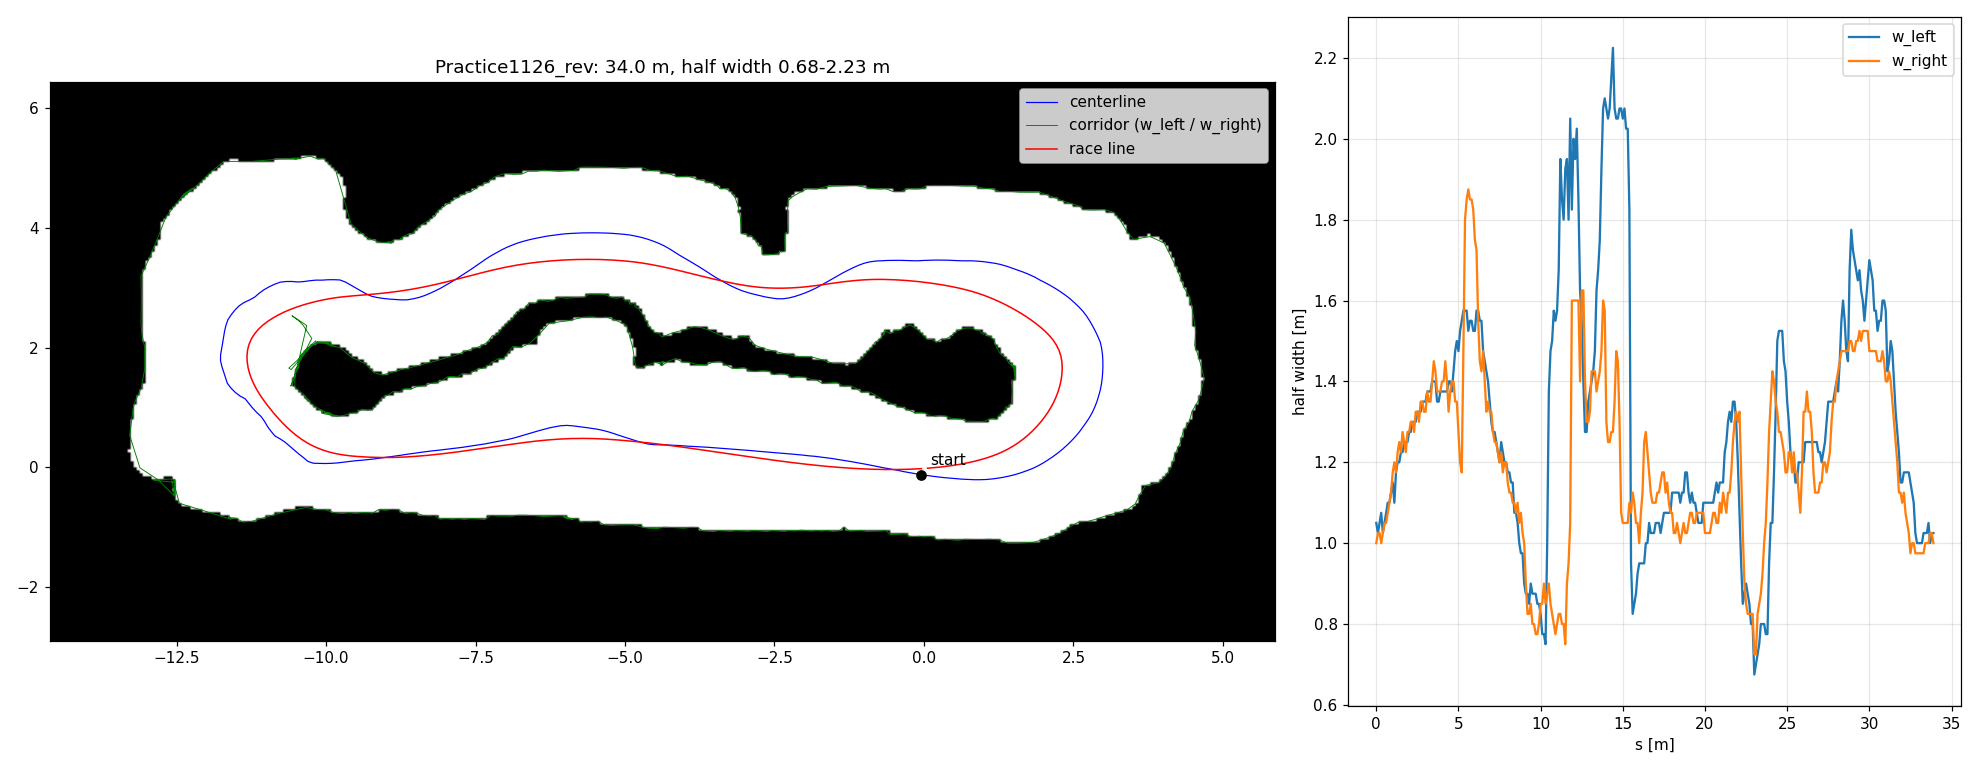 Practice1126_rev: 34.0 m, half width 0.68-2.23 m
centerline
corridor (w_left / w_right)
race line
start
6
4
2
0
−2
−12.5 −10.0 −7.5 −5.0 −2.5 0.0 2.5 5.0
w_left
w_right
half width [m]
2.2
2.0
1.8
1.6
1.4
1.2
1.0
0.8
0.6
0 5 10 15 20 25 30 35
s [m]